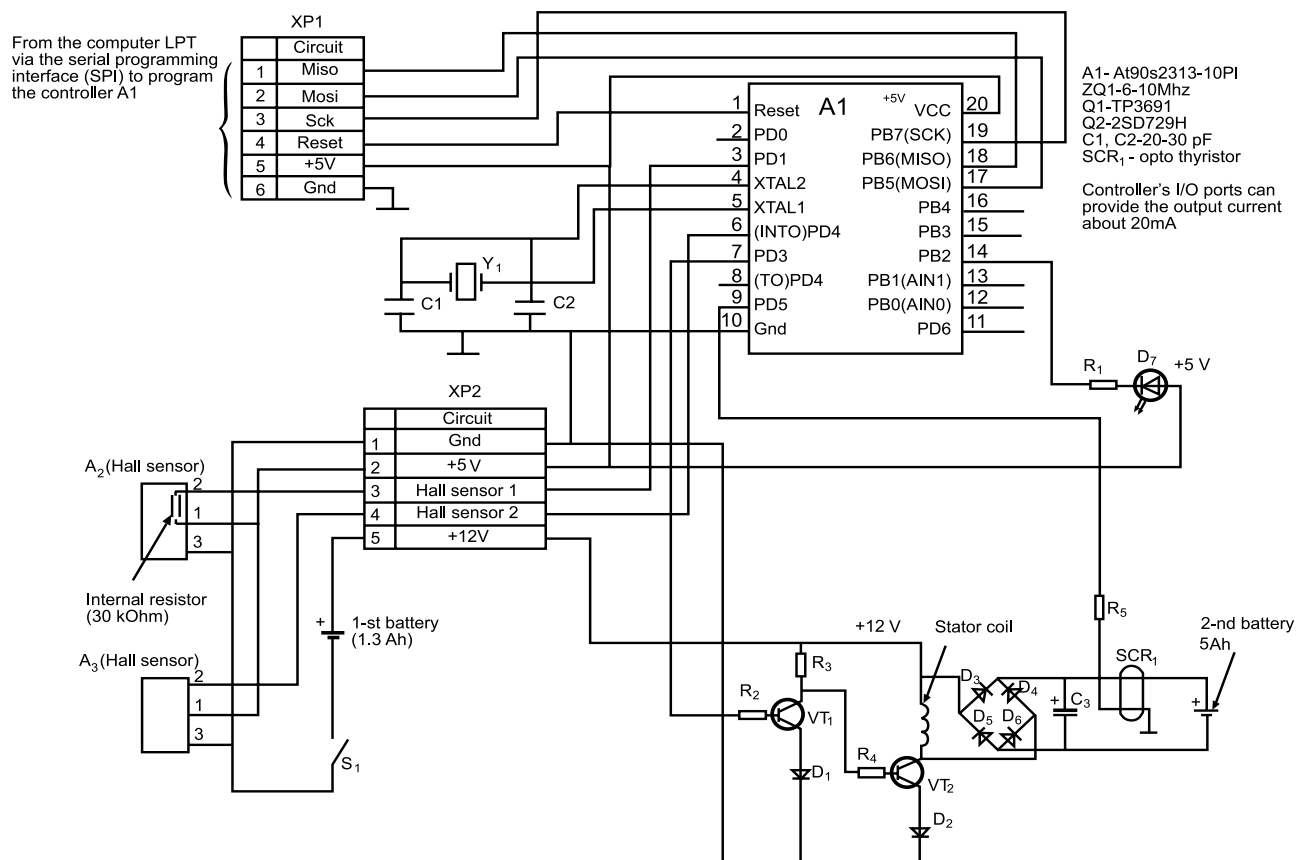 From the computer LPT
via the serial programming
interface (SPI) to program
the controller A1
XP1
Circuit
1 Miso
2 Mosi
3 Sck
4 Reset
5 +5V
6 Gnd
A1
+5V
1 Reset
2 PD0
3 PD1
4 XTAL2
5 XTAL1
6 (INTO)PD4
7 PD3
8 (TO)PD4
9 PD5
10 Gnd
VCC 20
PB7(SCK) 19
PB6(MISO) 18
PB5(MOSI) 17
PB4 16
PB3 15
PB2 14
PB1(AIN1) 13
PB0(AIN0) 12
PD6 11
A1- At90s2313-10PI
ZQ1-6-10Mhz
Q1-TP3691
Q2-2SD729H
C1, C2-20-30 pF
SCR1 - opto thyristor
Controller's I/O ports can
provide the output current
about 20mA
Y1
C1
C2
R1
D7
+5 V
XP2
Circuit
1 Gnd
2 +5V
3 Hall sensor 1
4 Hall sensor 2
5 +12V
A2(Hall sensor)
2
1
3
Internal resistor
(30 kOhm)
A3(Hall sensor)
2
1
3
+
1-st battery
(1.3 Ah)
S1
+12 V
Stator coil
R2
R3
VT1
D1
R4
VT2
D2
D3
D4
D5
D6
+
C3
R5
SCR1
2-nd battery
5Ah
+